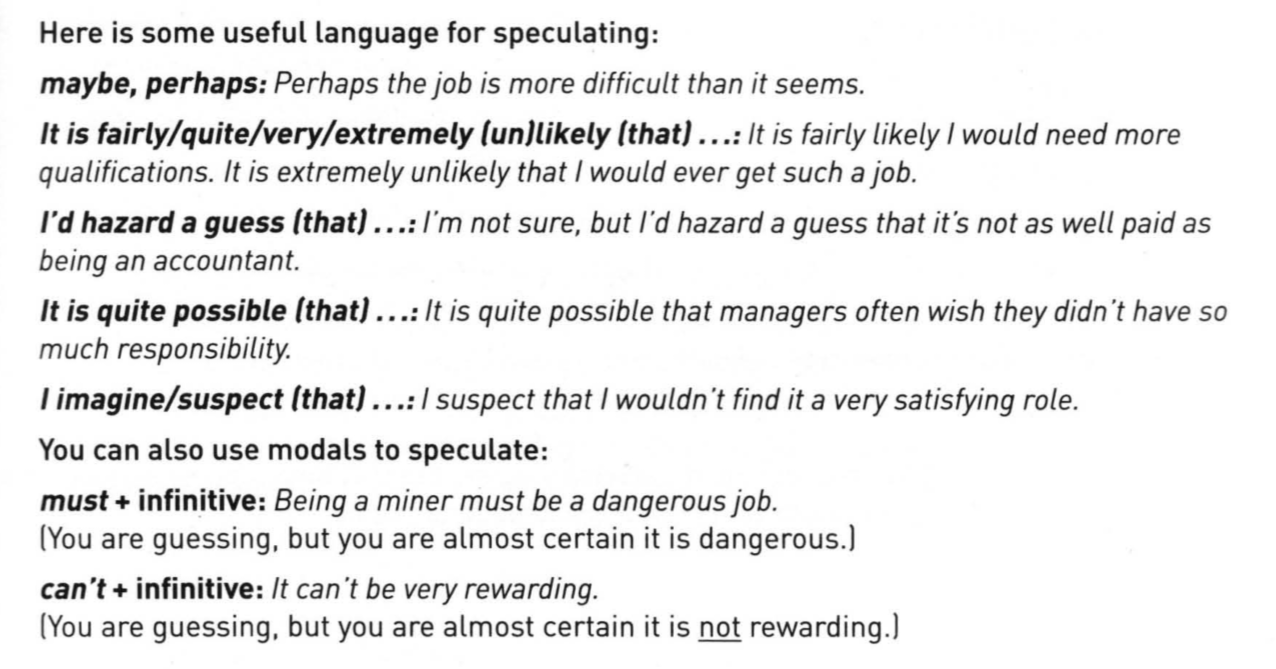 Here is some useful language for speculating:
maybe, perhaps: Perhaps the job is more difficult than it seems.
It is fairly/quite/very/extremely (un)likely (that) ...: It is fairly likely I would need more
qualifications. It is extremely unlikely that I would ever get such a job.
I'd hazard a guess (that) ...: I'm not sure, but I'd hazard a guess that it's not as well paid as
being an accountant.
It is quite possible (that) ...: It is quite possible that managers often wish they didn't have so
much responsibility.
I imagine/suspect (that) ...: I suspect that I wouldn't find it a very satisfying role.
You can also use modals to speculate:
must + infinitive: Being a miner must be a dangerous job.
(You are guessing, but you are almost certain it is dangerous.)
can't + infinitive: It can't be very rewarding.
(You are guessing, but you are almost certain it is not rewarding.)